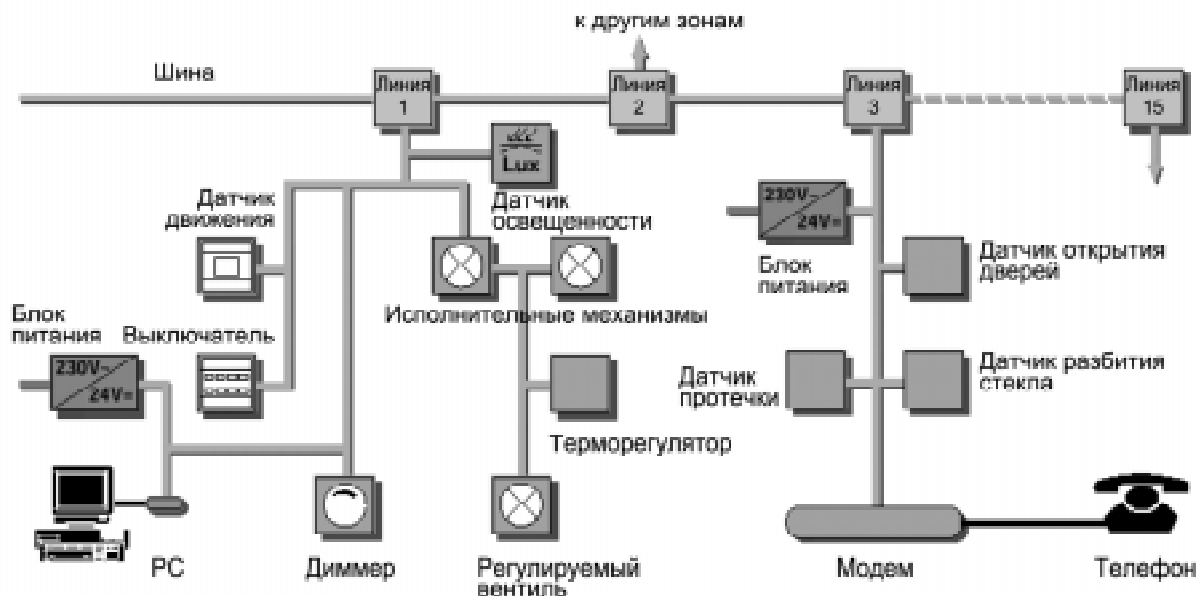 к другим зонам
Шина
Линия
1
Линия
2
Линия
3
Линия
15
Lux
Датчик
движения
Датчик
освещенности
230V~
24V=
Блок
питания
Датчик открытия
дверей
Исполнительные механизмы
Блок
питания
Выключатель
230V~
24V=
Датчик
протечки
Датчик разбития
стекла
Терморегулятор
PC
Диммер
Регулируемый
вентиль
Модем
Телефон